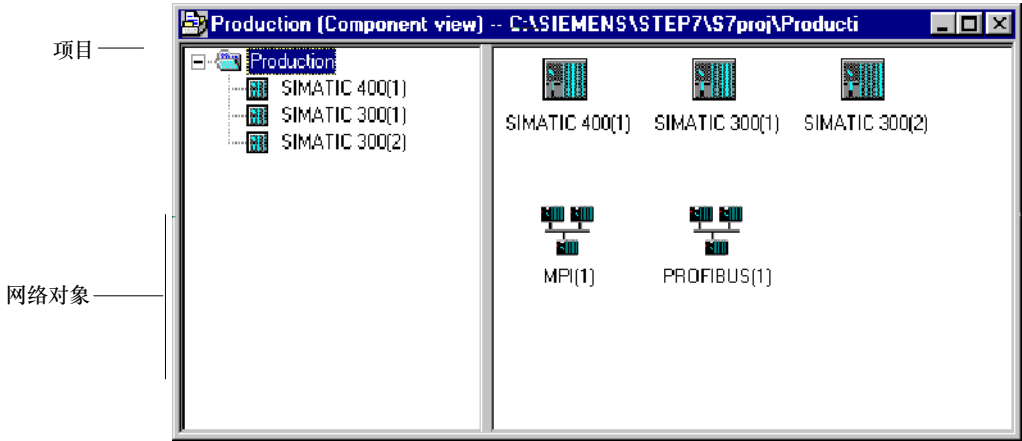 Production (Component view) -- C:\SIEMENS\STEP7\S7proj\Producti
项目
Production
SIMATIC 400(1)
SIMATIC 300(1)
SIMATIC 300(2)
SIMATIC 400(1) SIMATIC 300(1) SIMATIC 300(2)
MPI(1) PROFIBUS(1)
网络对象